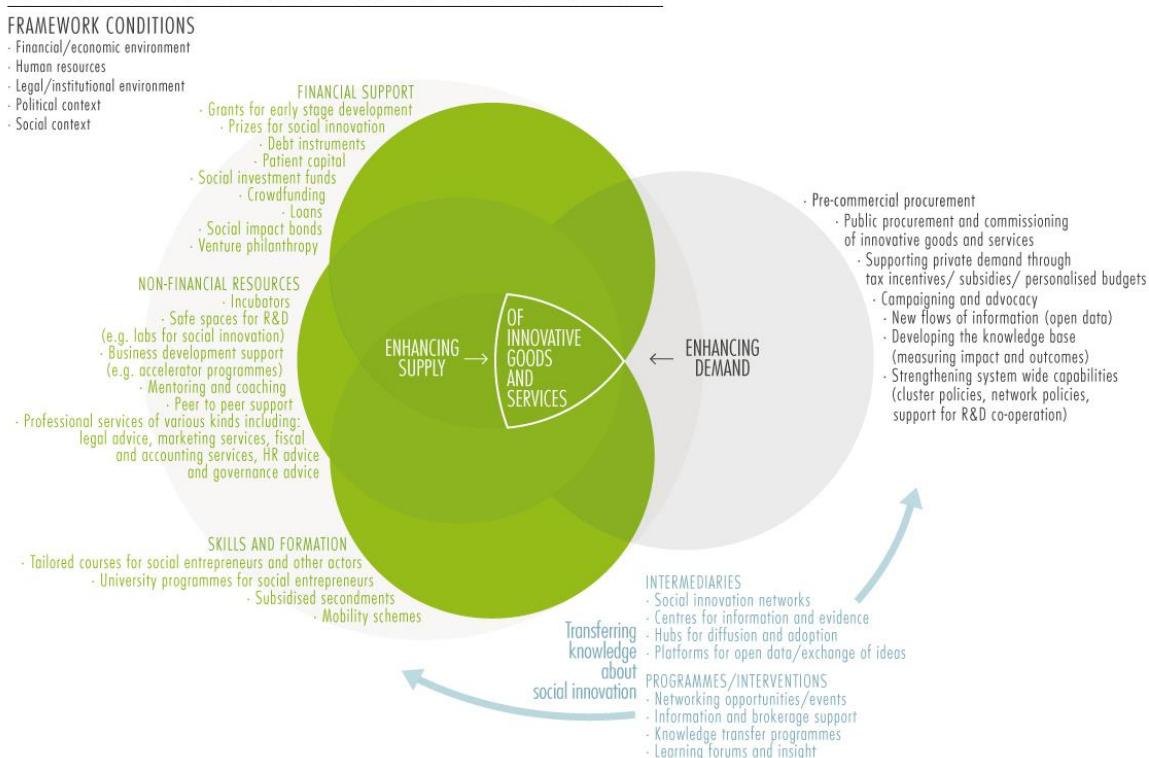 FRAMEWORK CONDITIONS
· Financial/economic environment
· Human resources
· Legal/institutional environment
· Political context
· Social context
FINANCIAL SUPPORT
· Grants for early stage development
· Prizes for social innovation
· Debt instruments
· Patient capital
· Social investment funds
· Crowdfunding
· Loans
· Social impact bonds
· Venture philanthropy
NON-FINANCIAL RESOURCES
· Incubators
· Safe spaces for R&D
(e.g. labs for social innovation)
· Business development support
(e.g. accelerator programmes)
· Mentoring and coaching
· Peer to peer support
· Professional services of various kinds including:
legal advice, marketing services, fiscal
and accounting services, HR advice
and governance advice
SKILLS AND FORMATION
· Tailored courses for social entrepreneurs and other actors
· University programmes for social entrepreneurs
· Subsidised secondments
· Mobility schemes
ENHANCING
SUPPLY
OF
INNOVATIVE
GOODS
AND
SERVICES
ENHANCING
DEMAND
· Pre-commercial procurement
· Public procurement and commissioning
of innovative goods and services
· Supporting private demand through
tax incentives/ subsidies/ personalised budgets
· Campaigning and advocacy
· New flows of information (open data)
· Developing the knowledge base
(measuring impact and outcomes)
· Strengthening system wide capabilities
(cluster policies, network policies,
support for R&D co-operation)
Transferring
knowledge
about
social innovation
INTERMEDIARIES
· Social innovation networks
· Centres for information and evidence
· Hubs for diffusion and adoption
· Platforms for open data/exchange of ideas
PROGRAMMES/INTERVENTIONS
· Networking opportunities/events
· Information and brokerage support
· Knowledge transfer programmes
· Learning forums and insight